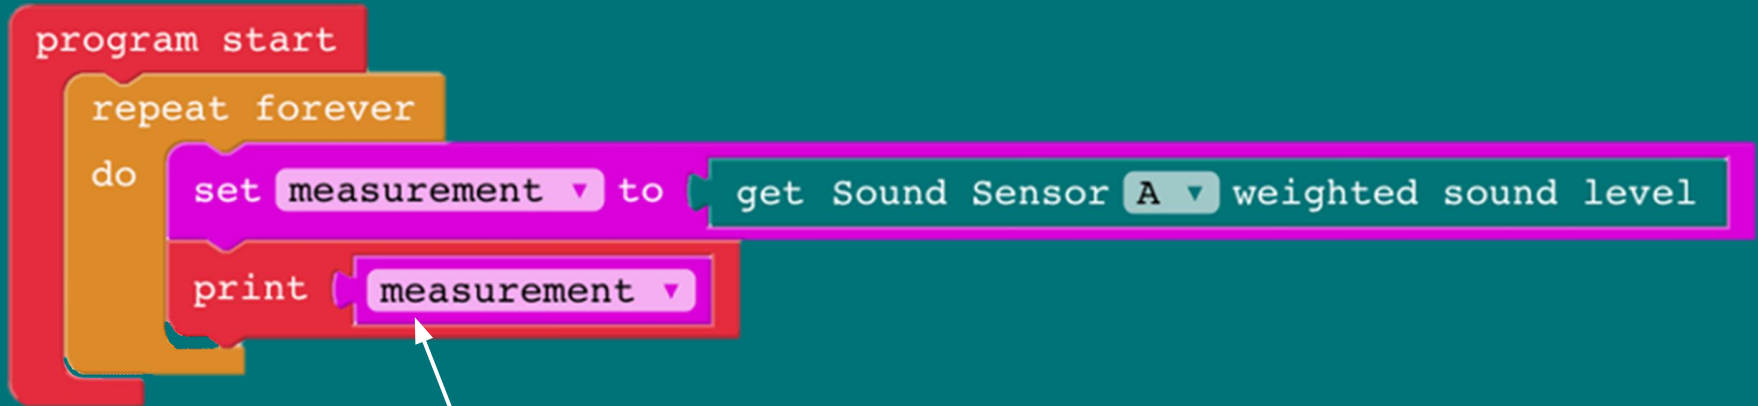 program start
repeat forever
do
set measurement to get Sound Sensor A weighted sound level
print measurement